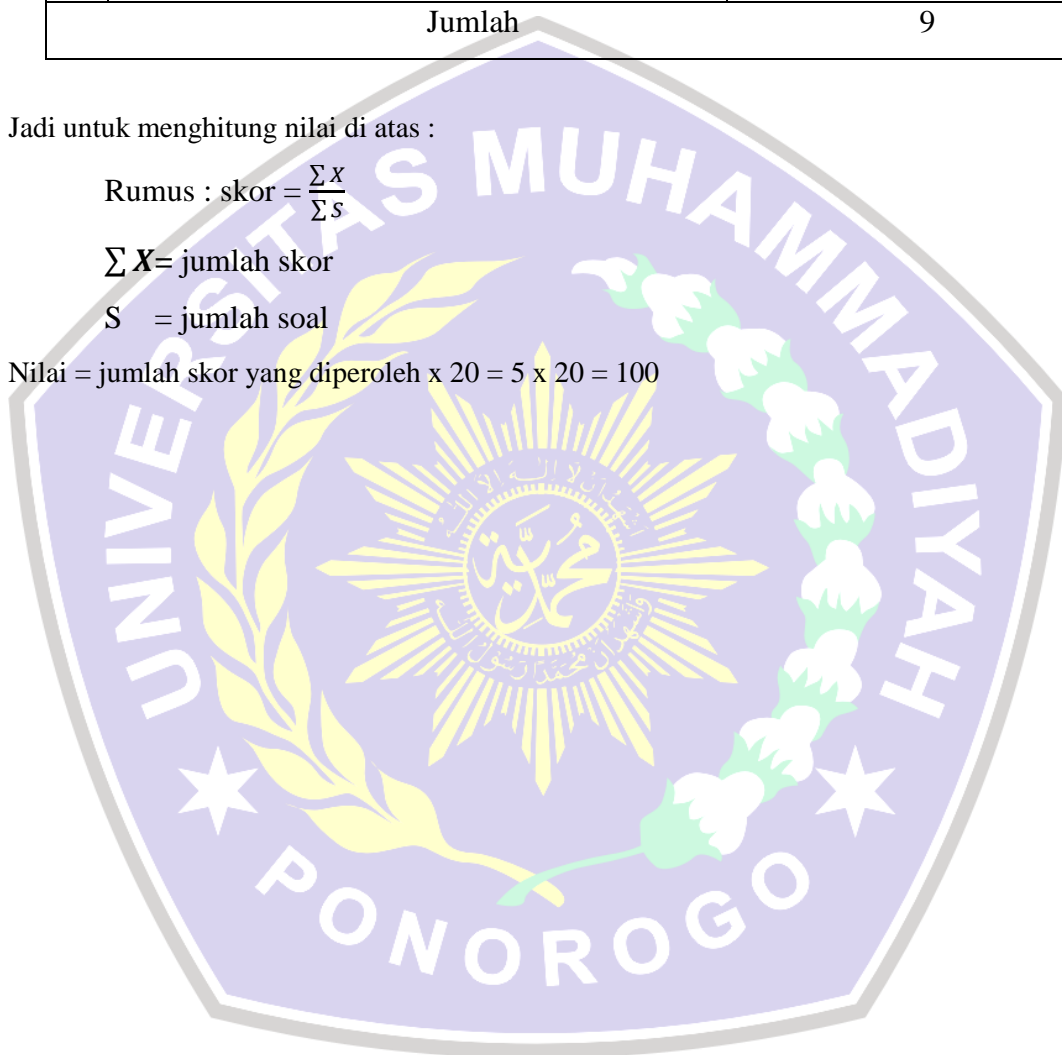 Jumlah 9
Jadi untuk menghitung nilai di atas :
Rumus : skor = ∑ X / ∑ S
∑ X= jumlah skor
S = jumlah soal
Nilai = jumlah skor yang diperoleh x 20 = 5 x 20 = 100
UNIVERSITAS MUHAMMADIYAH
PONOROGO
محمدية